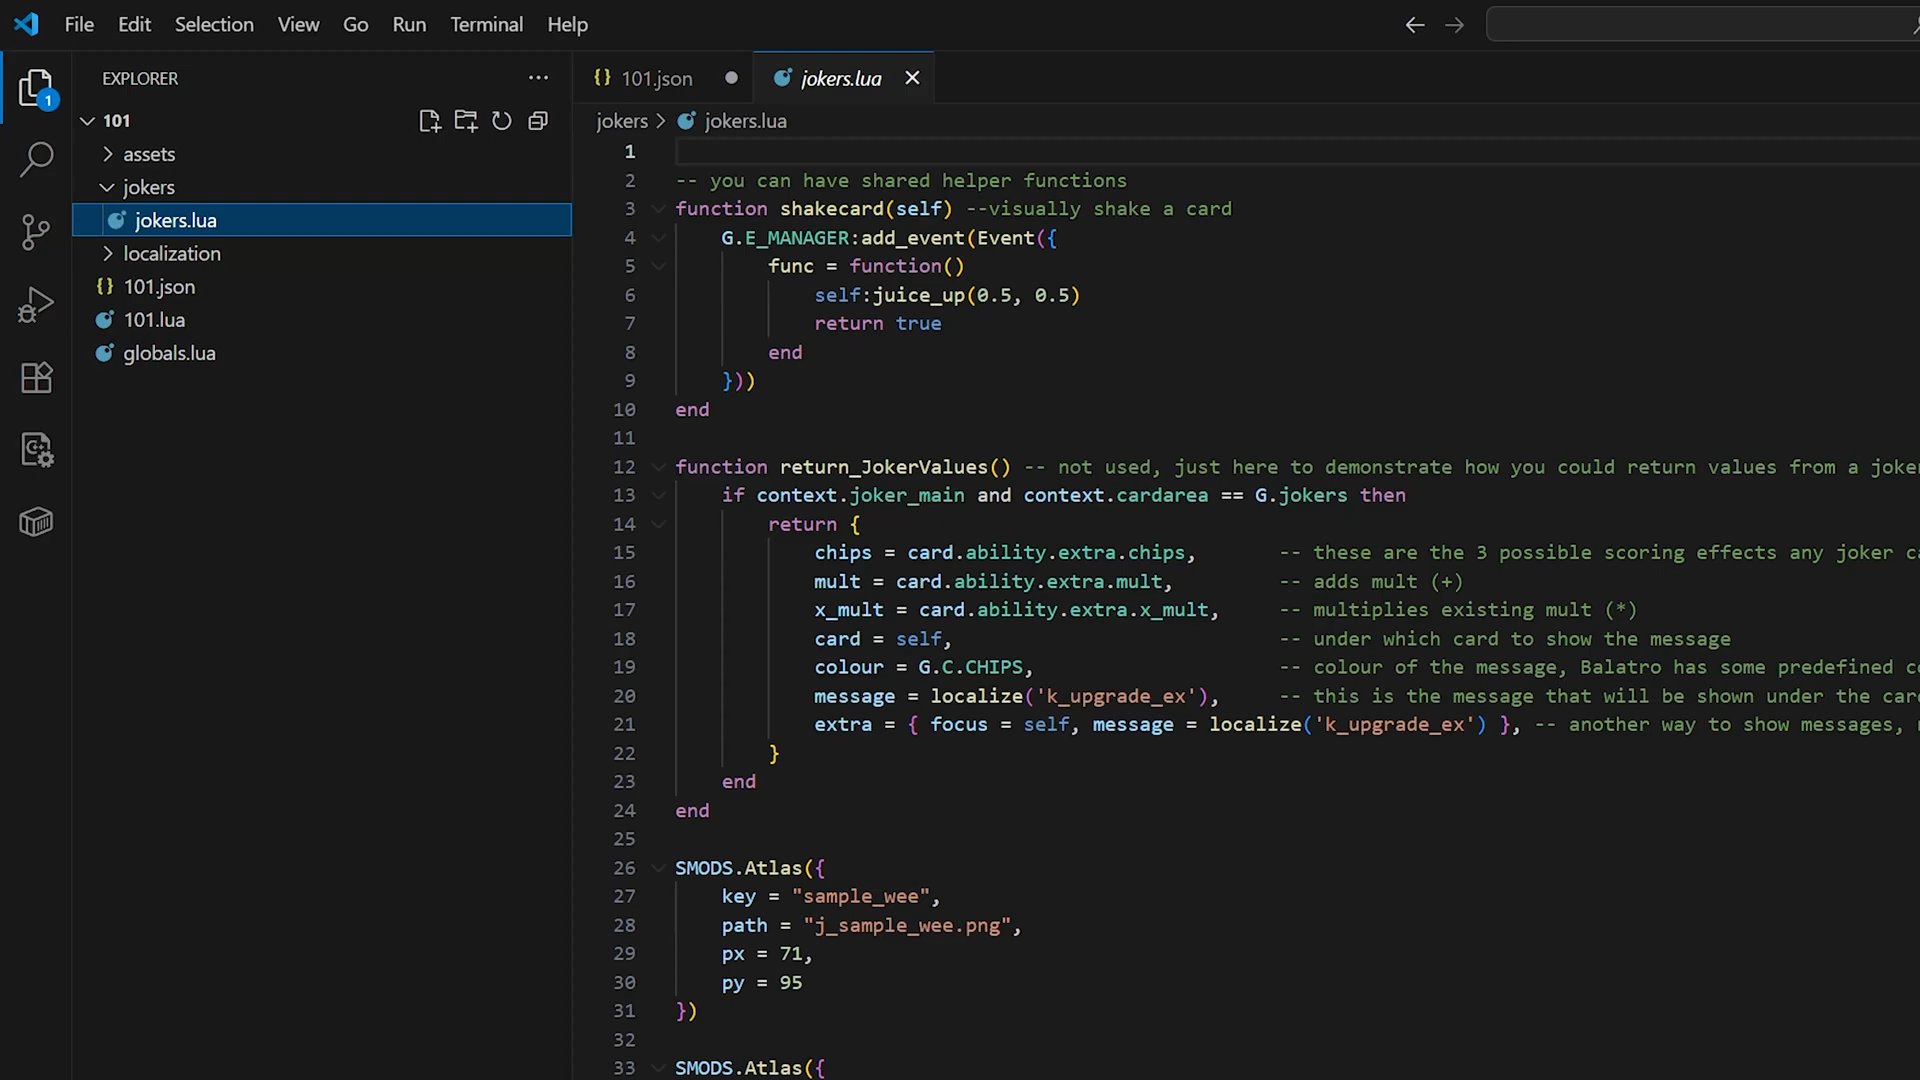 File Edit Selection View Go Run Terminal Help
EXPLORER
101
assets
jokers
jokers.lua
localization
101.json
101.lua
globals.lua
1
101.json
jokers.lua
jokers > jokers.lua
1
2 -- you can have shared helper functions
3 function shakecard(self) --visually shake a card
4 G.E_MANAGER:add_event(Event({
5 func = function()
6 self:juice_up(0.5, 0.5)
7 return true
8 end
9 }))
10 end
11
12 function return_JokerValues() -- not used, just here to demonstrate how you could return values from a joke
13 if context.joker_main and context.cardarea == G.jokers then
14 return {
15 chips = card.ability.extra.chips, -- these are the 3 possible scoring effects any joker c
16 mult = card.ability.extra.mult, -- adds mult (+)
17 x_mult = card.ability.extra.x_mult, -- multiplies existing mult (*)
18 card = self, -- under which card to show the message
19 colour = G.C.CHIPS, -- colour of the message, Balatro has some predefined c
20 message = localize('k_upgrade_ex'), -- this is the message that will be shown under the car
21 extra = { focus = self, message = localize('k_upgrade_ex') }, -- another way to show messages,
22 }
23 end
24 end
25
26 SMODS.Atlas({
27 key = "sample_wee",
28 path = "j_sample_wee.png",
29 px = 71,
30 py = 95
31 })
32
33 SMODS.Atlas({